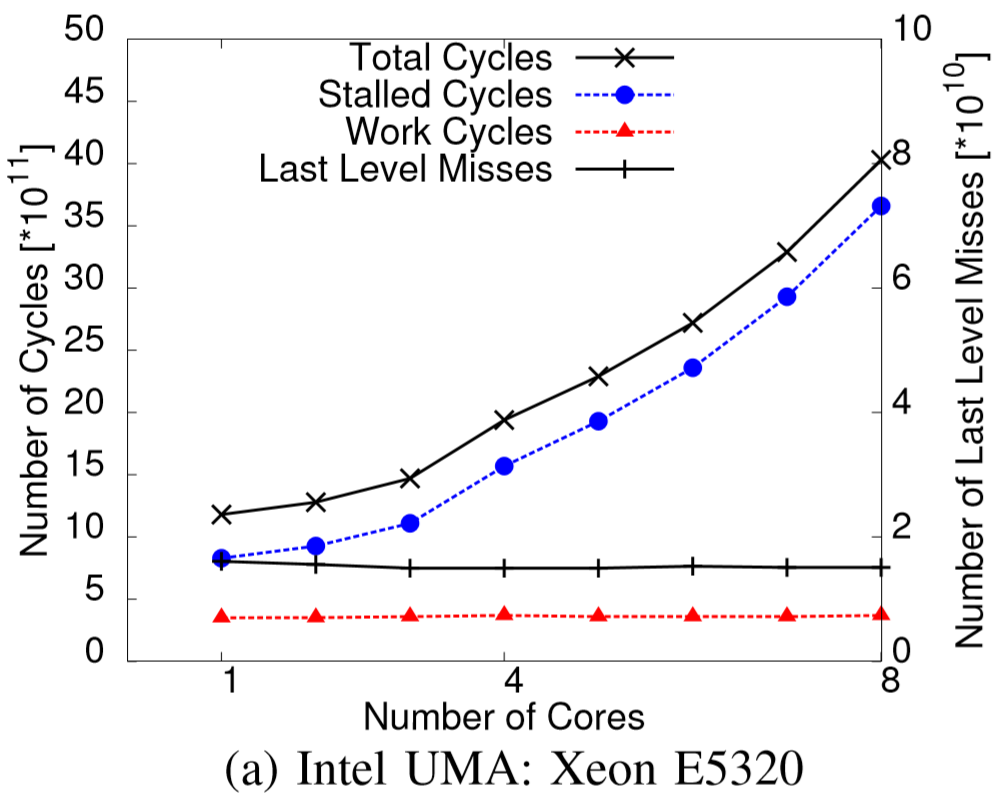 50
45
40
35
30
25
20
15
10
5
0
Number of Cycles [*10^11]
Total Cycles
Stalled Cycles
Work Cycles
Last Level Misses
10
8
6
4
2
0
Number of Last Level Misses [*10^10]
1 4 8
Number of Cores
(a) Intel UMA: Xeon E5320